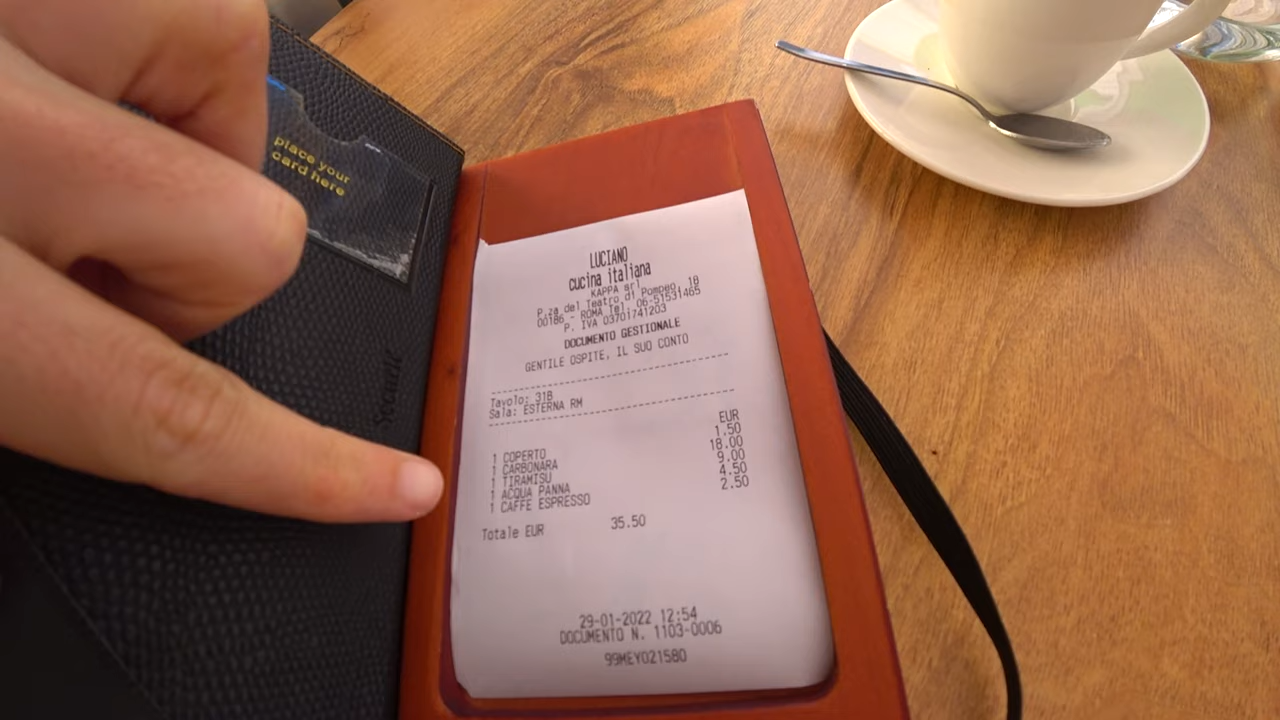 place your
card here
LUCIANO
cucina italiana
KAPPA srl
P.za del Teatro di Pompeo, 18
00186 - ROMA Tel. 06-51531465
P. IVA 03701741203
DOCUMENTO GESTIONALE
GENTILE OSPITE, IL SUO CONTO
Tavolo: 31B
Sala: ESTERNA RM
EUR
1 COPERTO 1.50
1 CARBONARA 18.00
1 TIRAMISU 9.00
1 ACQUA PANNA 4.50
1 CAFFE ESPRESSO 2.50
Totale EUR 35.50
29-01-2022 12:54
DOCUMENTO N. 1103-0006
99MEY021580